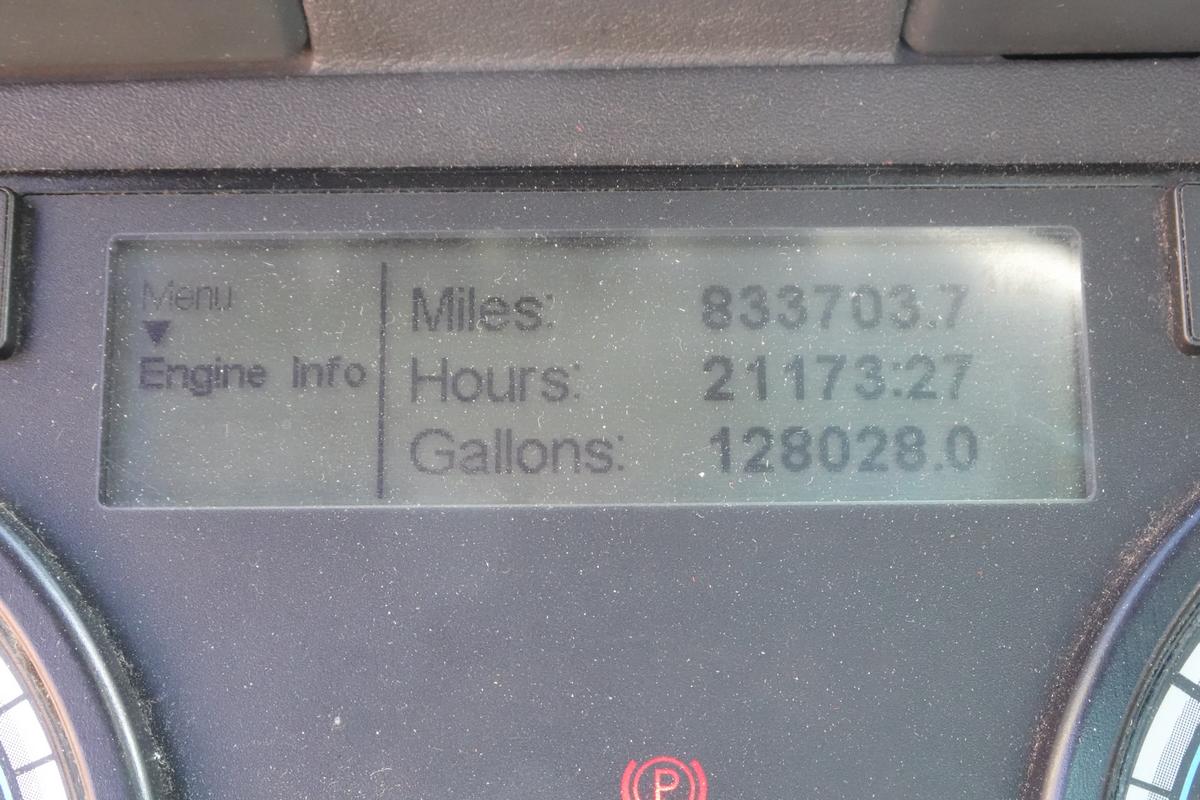 Menu
Engine Info
Miles: 833703.7
Hours: 21173:27
Gallons: 128028.0
P